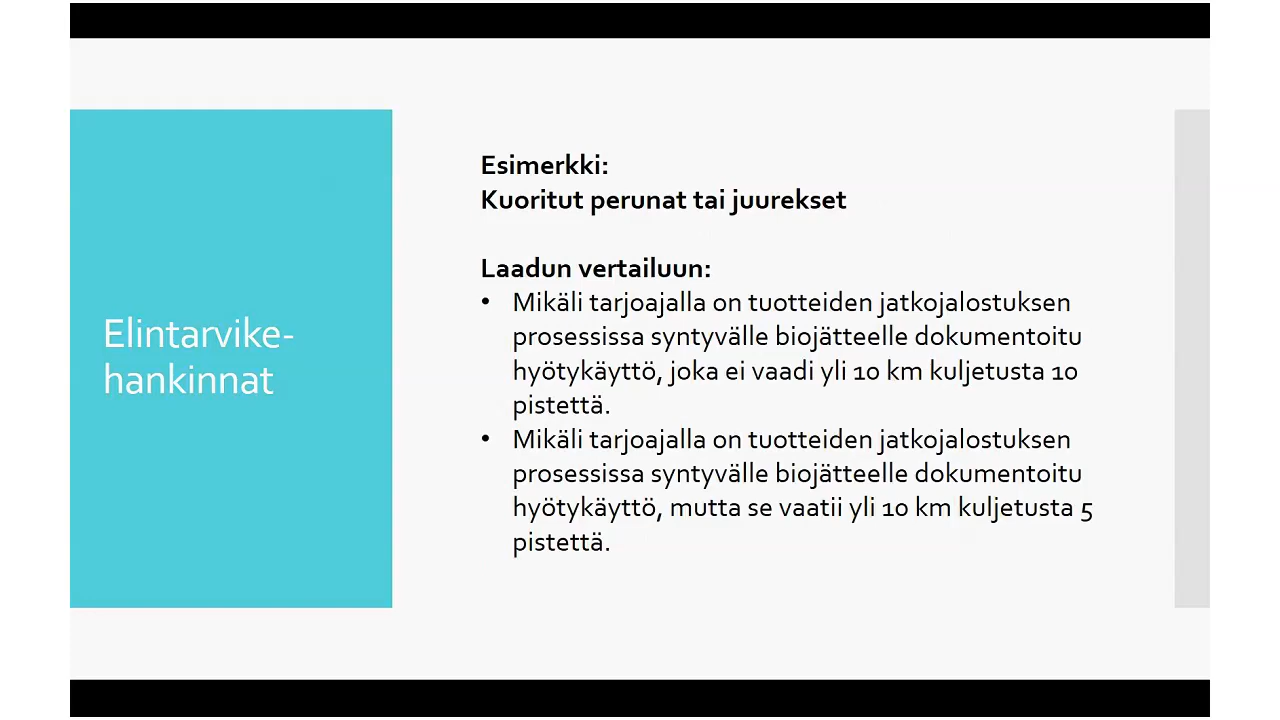 Elintarvike-
hankinnat
Esimerkki:
Kuoritut perunat tai juurekset
Laadun vertailuun:
• Mikäli tarjoajalla on tuotteiden jatkojalostuksen
prosessissa syntyvälle biojätteelle dokumentoitu
hyötykäyttö, joka ei vaadi yli 10 km kuljetusta 10
pistettä.
• Mikäli tarjoajalla on tuotteiden jatkojalostuksen
prosessissa syntyvälle biojätteelle dokumentoitu
hyötykäyttö, mutta se vaatii yli 10 km kuljetusta 5
pistettä.